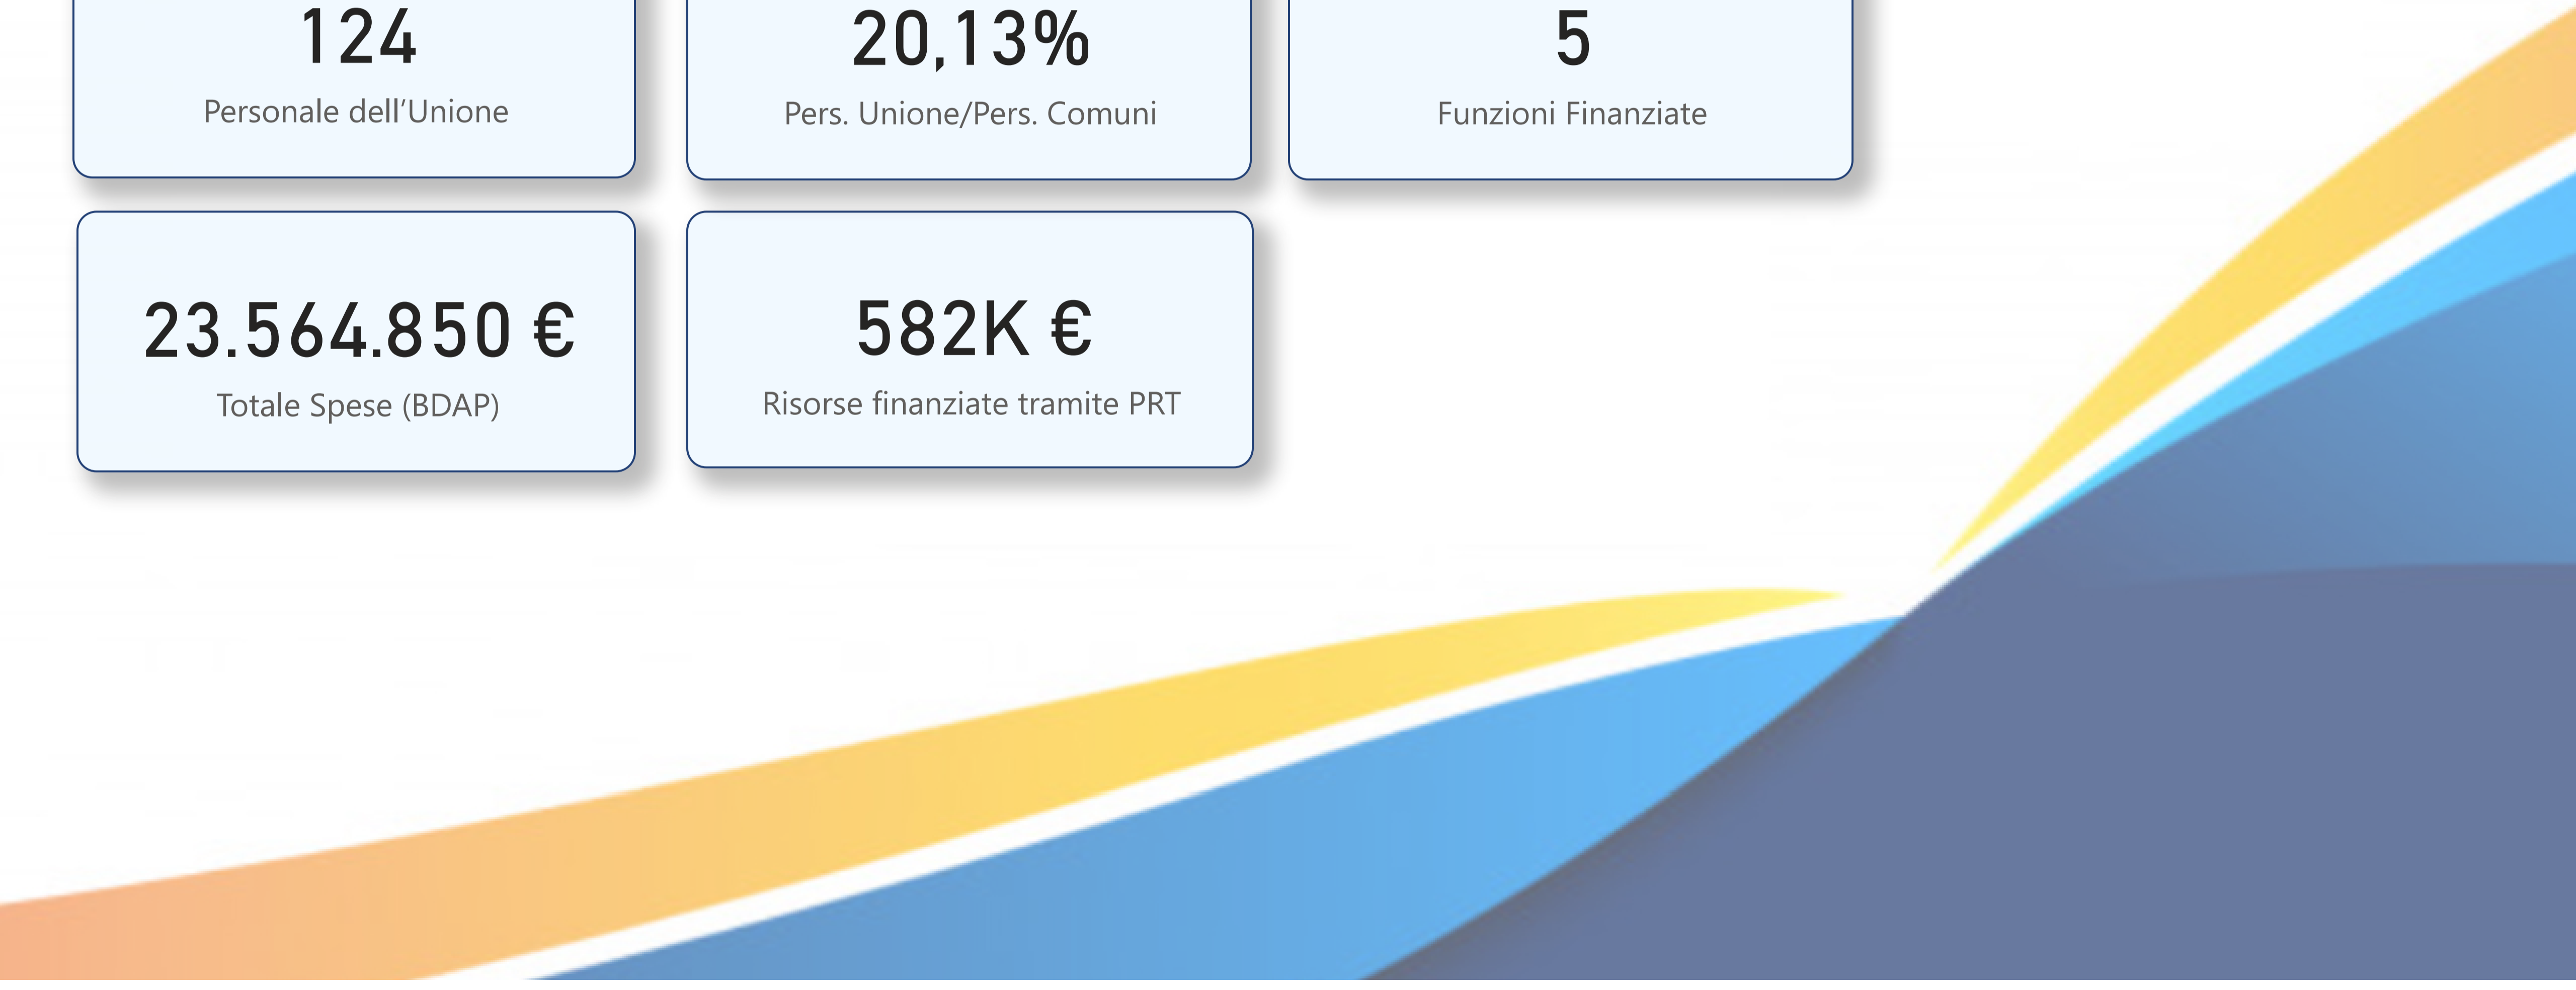 124
Personale dell'Unione
20,13%
Pers. Unione/Pers. Comuni
5
Funzioni Finanziate
23.564.850 €
Totale Spese (BDAP)
582K €
Risorse finanziate tramite PRT